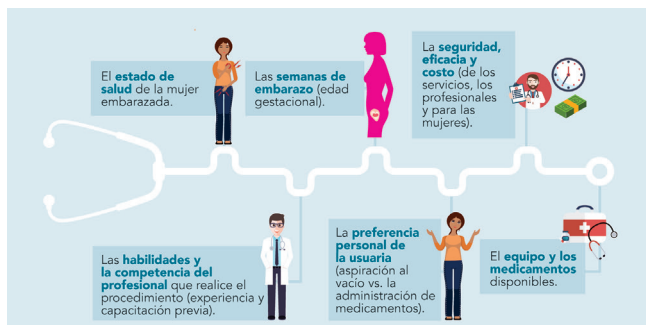 El estado de
salud de la mujer
embarazada.
Las semanas de
embarazo (edad
gestacional).
La seguridad,
eficacia y
costo (de los
servicios, los
profesionales
y para las
mujeres).
Las habilidades y
la competencia del
profesional que realice el
procedimiento (experiencia y
capacitación previa).
La preferencia
personal de
la usuaria
(aspiración al
vacío vs. la
administración de
medicamentos).
El equipo y los
medicamentos
disponibles.